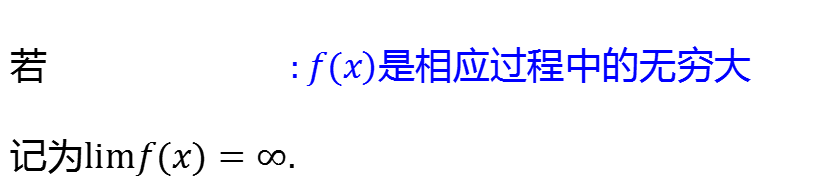 若 : f(x)是相应过程中的无穷大
记为limf(x) = ∞.